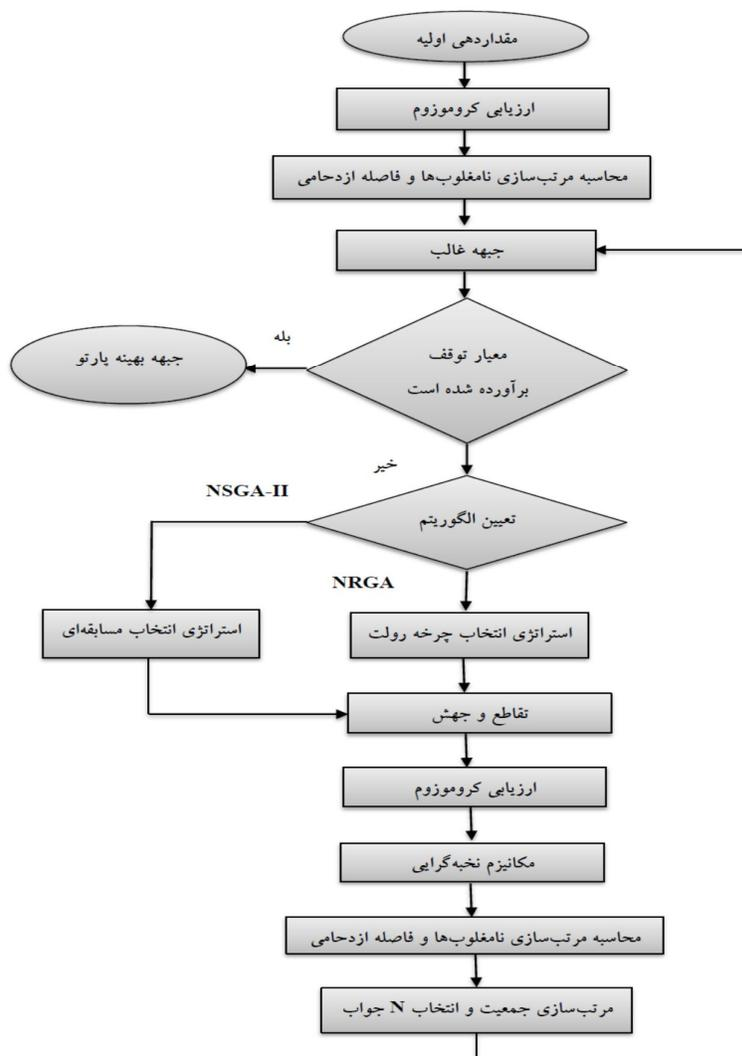 مقداردهی اولیه
ارزیابی کروموزوم
محاسبه مرتب‌سازی نامغلوب‌ها و فاصله ازدحامی
جبهه غالب
معیار توقف
برآورده شده است
بله
جبهه بهینه پارتو
خیر
تعیین الگوریتم
NSGA-II
NRGA
استراتژی انتخاب چرخه رولت
استراتژی انتخاب مسابقه‌ای
تقاطع و جهش
ارزیابی کروموزوم
مکانیزم نخبه‌گرایی
محاسبه مرتب‌سازی نامغلوب‌ها و فاصله ازدحامی
مرتب‌سازی جمعیت و انتخاب N جواب